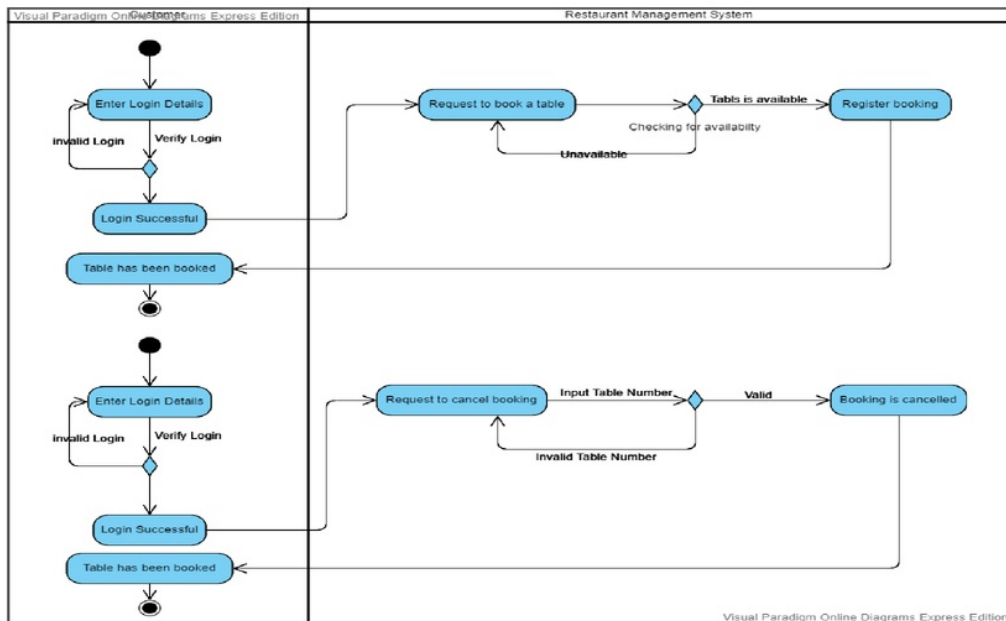 Visual Paradigm Online Diagrams Express Edition
Customer
Restaurant Management System
Enter Login Details
Request to book a table
Tabls is available
Register booking
Checking for availabilty
invalid Login
Verify Login
Unavailable
Login Successful
Table has been booked
Enter Login Details
Request to cancel booking
Input Table Number
Valid
Booking is cancelled
invalid Login
Verify Login
Invalid Table Number
Login Successful
Table has been booked
Visual Paradigm Online Diagrams Express Edition